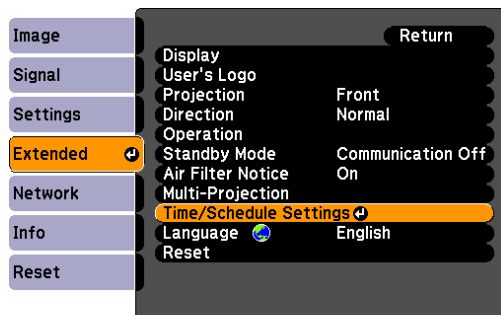 Image
Signal
Settings
Extended
Network
Info
Reset
Return
Display
User's Logo
Projection Front
Direction Normal
Operation
Standby Mode Communication Off
Air Filter Notice On
Multi-Projection
Time/Schedule Settings
Language English
Reset